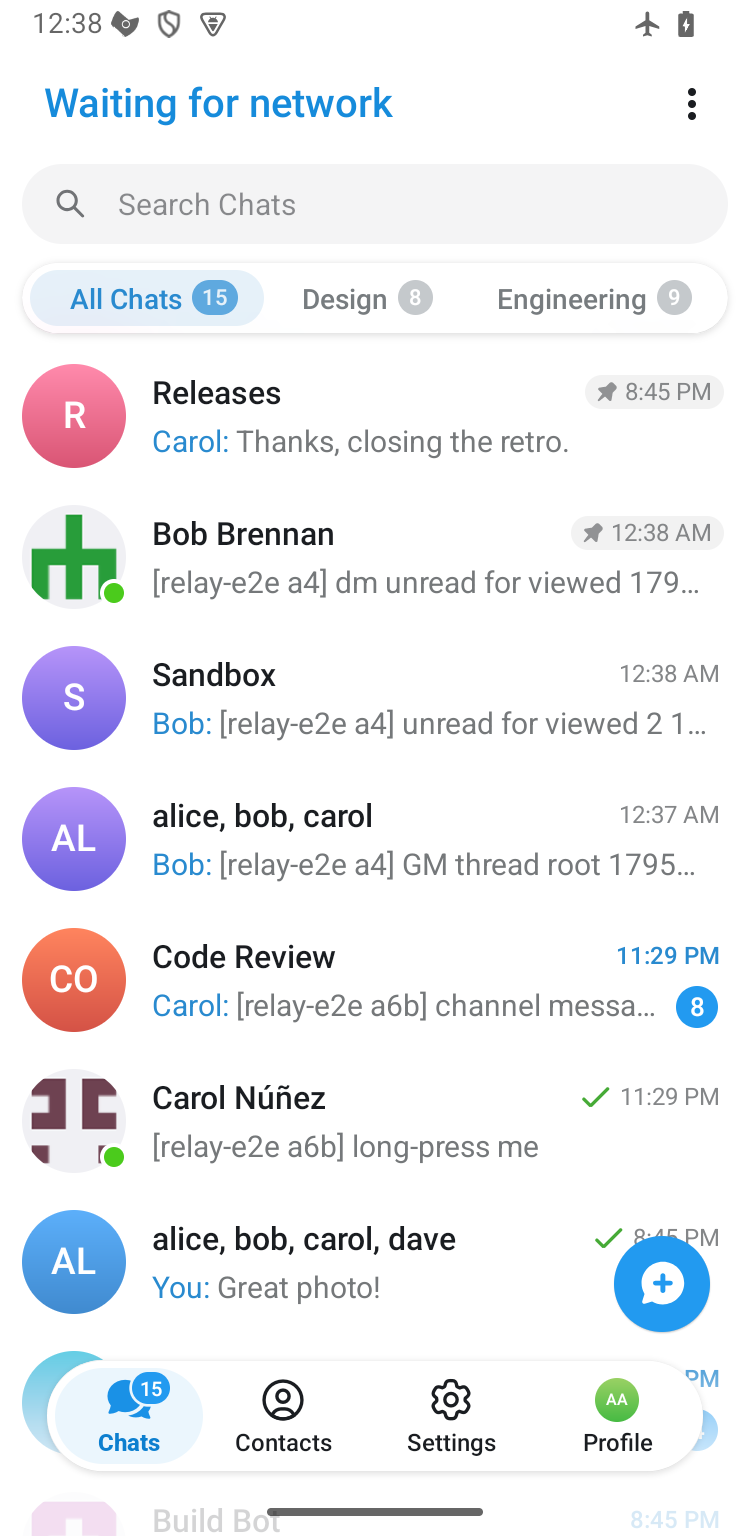 12:38
Waiting for network
Search Chats
All Chats 15
Design 8
Engineering 9
R
Releases
8:45 PM
Carol: Thanks, closing the retro.
Bob Brennan
12:38 AM
[relay-e2e a4] dm unread for viewed 179…
S
Sandbox
12:38 AM
Bob: [relay-e2e a4] unread for viewed 2 1…
AL
alice, bob, carol
12:37 AM
Bob: [relay-e2e a4] GM thread root 1795…
CO
Code Review
11:29 PM
Carol: [relay-e2e a6b] channel messa…
8
Carol Núñez
11:29 PM
[relay-e2e a6b] long-press me
AL
alice, bob, carol, dave
8:45 PM
You: Great photo!
PM
15
AA
Chats
Contacts
Settings
Profile
Build Bot
8:45 PM